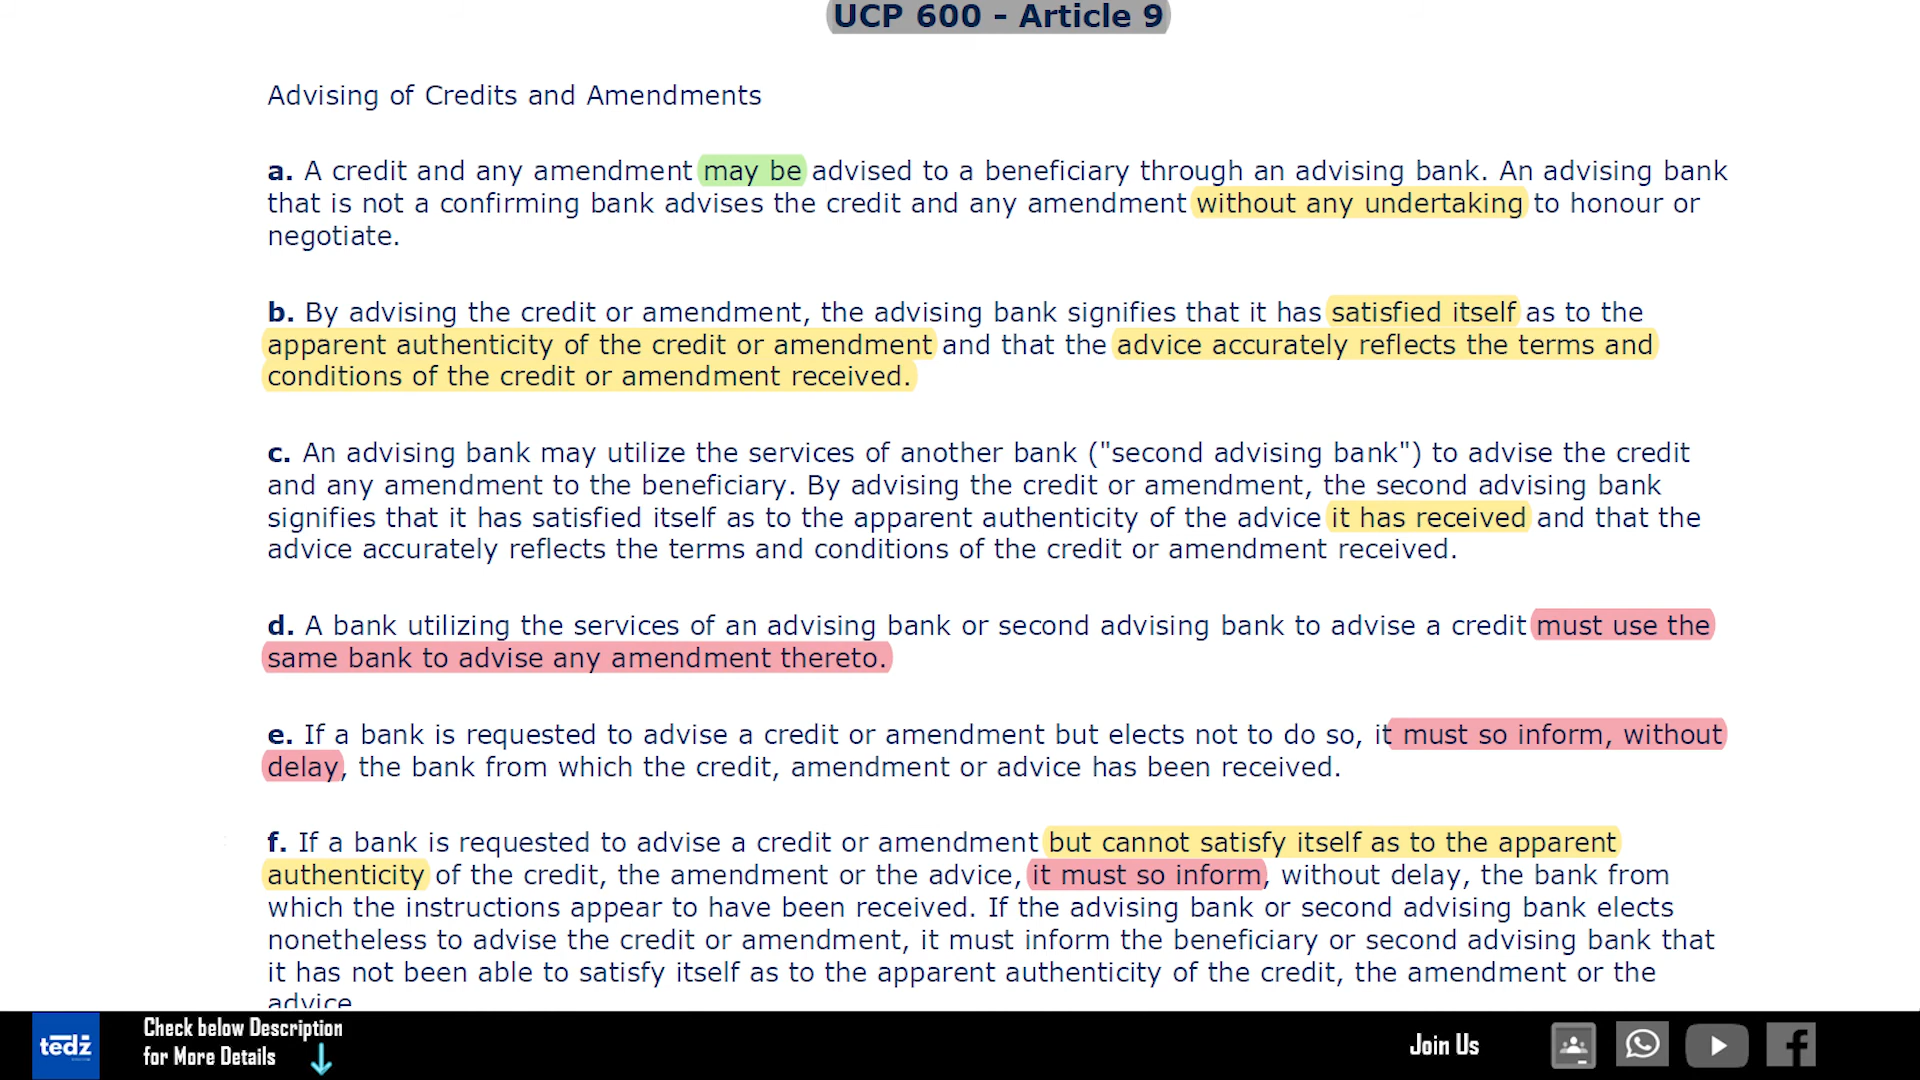 UCP 600 - Article 9
Advising of Credits and Amendments
a. A credit and any amendment may be advised to a beneficiary through an advising bank. An advising bank
that is not a confirming bank advises the credit and any amendment without any undertaking to honour or
negotiate.
b. By advising the credit or amendment, the advising bank signifies that it has satisfied itself as to the
apparent authenticity of the credit or amendment and that the advice accurately reflects the terms and
conditions of the credit or amendment received.
c. An advising bank may utilize the services of another bank ("second advising bank") to advise the credit
and any amendment to the beneficiary. By advising the credit or amendment, the second advising bank
signifies that it has satisfied itself as to the apparent authenticity of the advice it has received and that the
advice accurately reflects the terms and conditions of the credit or amendment received.
d. A bank utilizing the services of an advising bank or second advising bank to advise a credit must use the
same bank to advise any amendment thereto.
e. If a bank is requested to advise a credit or amendment but elects not to do so, it must so inform, without
delay, the bank from which the credit, amendment or advice has been received.
f. If a bank is requested to advise a credit or amendment but cannot satisfy itself as to the apparent
authenticity of the credit, the amendment or the advice, it must so inform, without delay, the bank from
which the instructions appear to have been received. If the advising bank or second advising bank elects
nonetheless to advise the credit or amendment, it must inform the beneficiary or second advising bank that
it has not been able to satisfy itself as to the apparent authenticity of the credit, the amendment or the
advice
tedz
Check below Description
for More Details
Join Us